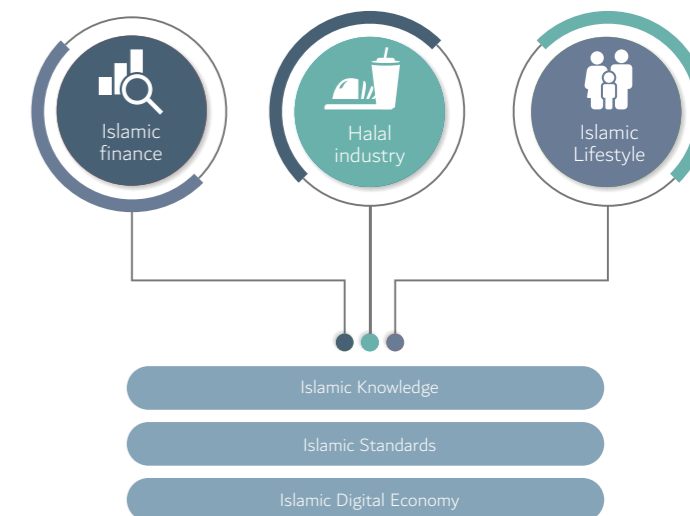 Islamic
finance
Halal
industry
Islamic
Lifestyle
Islamic Knowledge
Islamic Standards
Islamic Digital Economy